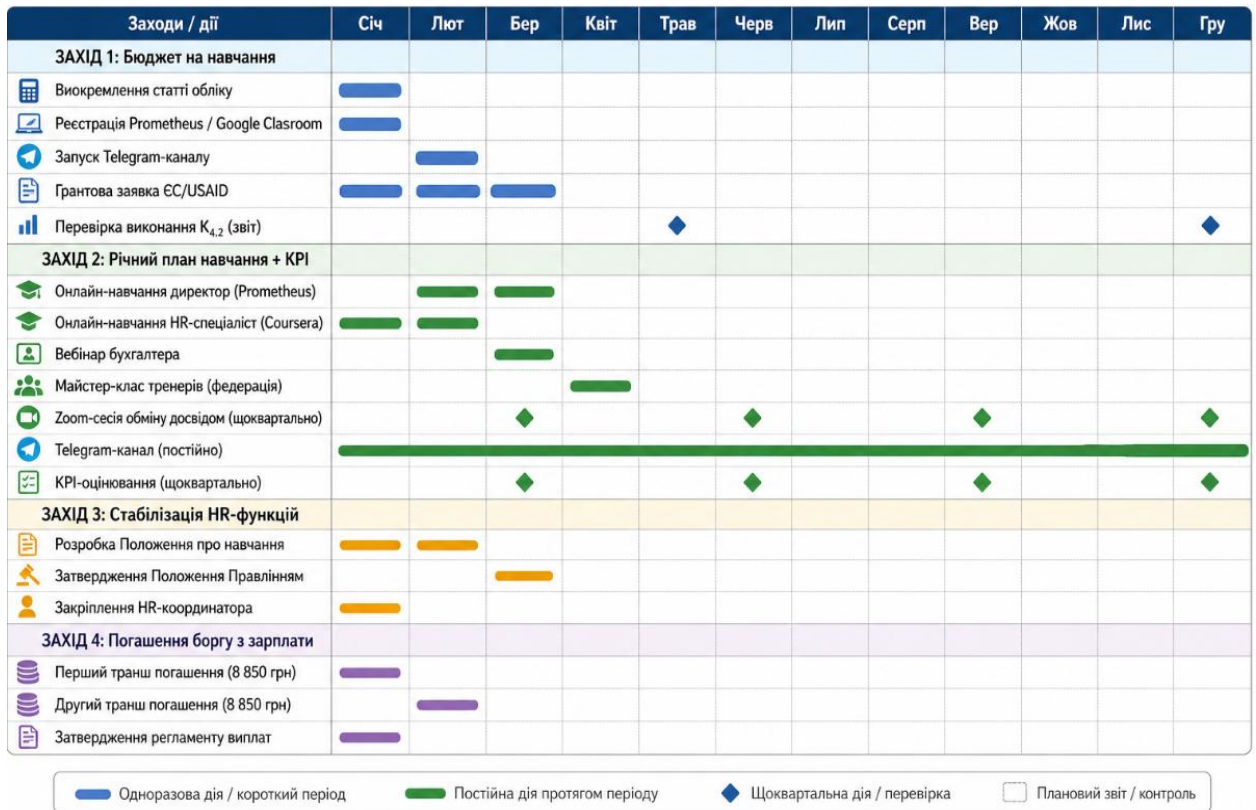 Заходи / дії Січ Лют Бер Квіт Трав Черв Лип Серп Вер Жов Лис Гру
ЗАХІД 1: Бюджет на навчання
Виокремлення статті обліку
Реєстрація Prometheus / Google Clasroom
Запуск Telegram-каналу
Грантова заявка ЄС/USAID
Перевірка виконання K4.2 (звіт)
ЗАХІД 2: Річний план навчання + KPI
Онлайн-навчання директор (Prometheus)
Онлайн-навчання HR-спеціаліст (Coursera)
Вебінар бухгалтера
Майстер-клас тренерів (федерація)
Zoom-сесія обміну досвідом (щоквартально)
Telegram-канал (постійно)
KPI-оцінювання (щоквартально)
ЗАХІД 3: Стабілізація HR-функцій
Розробка Положення про навчання
Затвердження Положення Правлінням
Закріплення HR-координатора
ЗАХІД 4: Погашення боргу з зарплати
Перший транш погашення (8 850 грн)
Другий транш погашення (8 850 грн)
Затвердження регламенту виплат
Одноразова дія / короткий період Постійна дія протягом періоду Щоквартальна дія / перевірка Плановий звіт / контроль